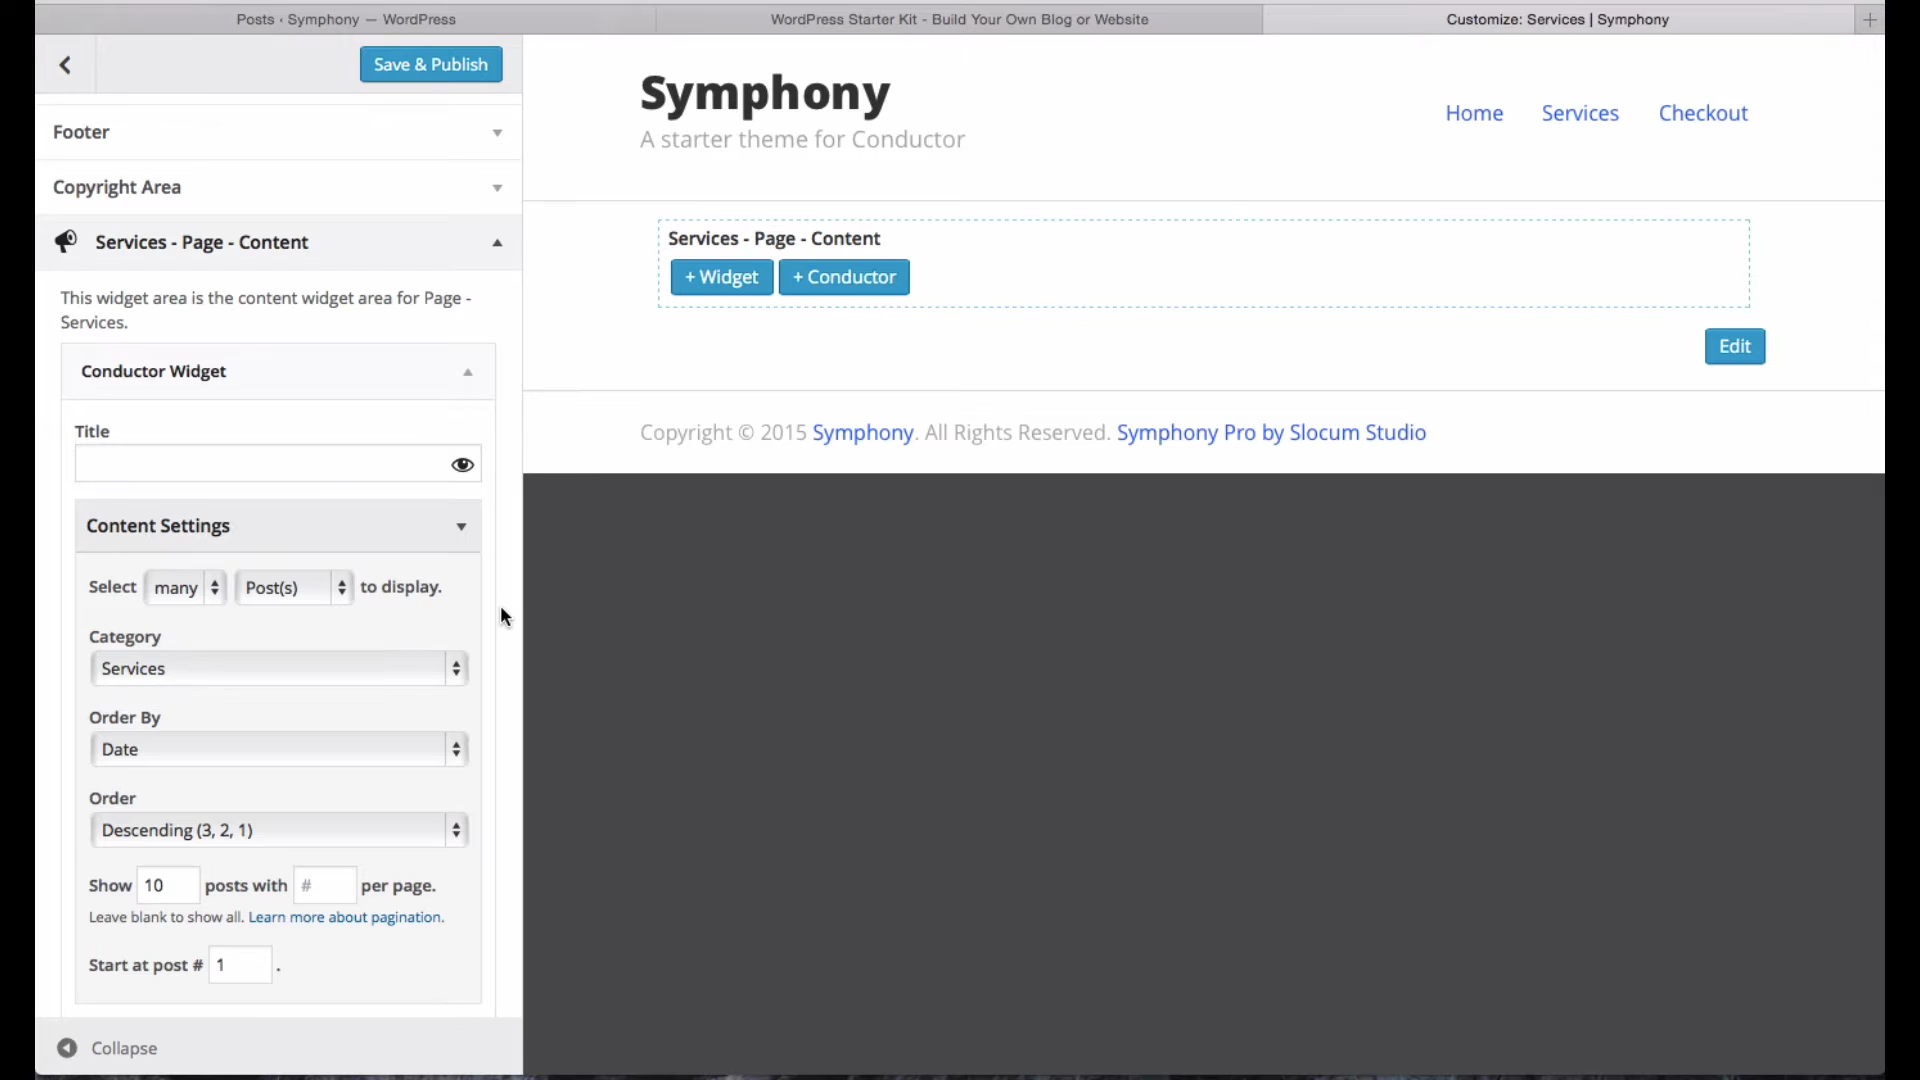 Posts ‹ Symphony — WordPress
WordPress Starter Kit - Build Your Own Blog or Website
Customize: Services | Symphony
Save & Publish
Footer
Copyright Area
Services - Page - Content
This widget area is the content widget area for Page -
Services.
Conductor Widget
Title
Content Settings
Select many Post(s) to display.
Category
Services
Order By
Date
Order
Descending (3, 2, 1)
Show 10 posts with # per page.
Leave blank to show all. Learn more about pagination.
Start at post # 1 .
Collapse
Symphony
A starter theme for Conductor
Home Services Checkout
Services - Page - Content
+ Widget + Conductor
Edit
Copyright © 2015 Symphony. All Rights Reserved. Symphony Pro by Slocum Studio